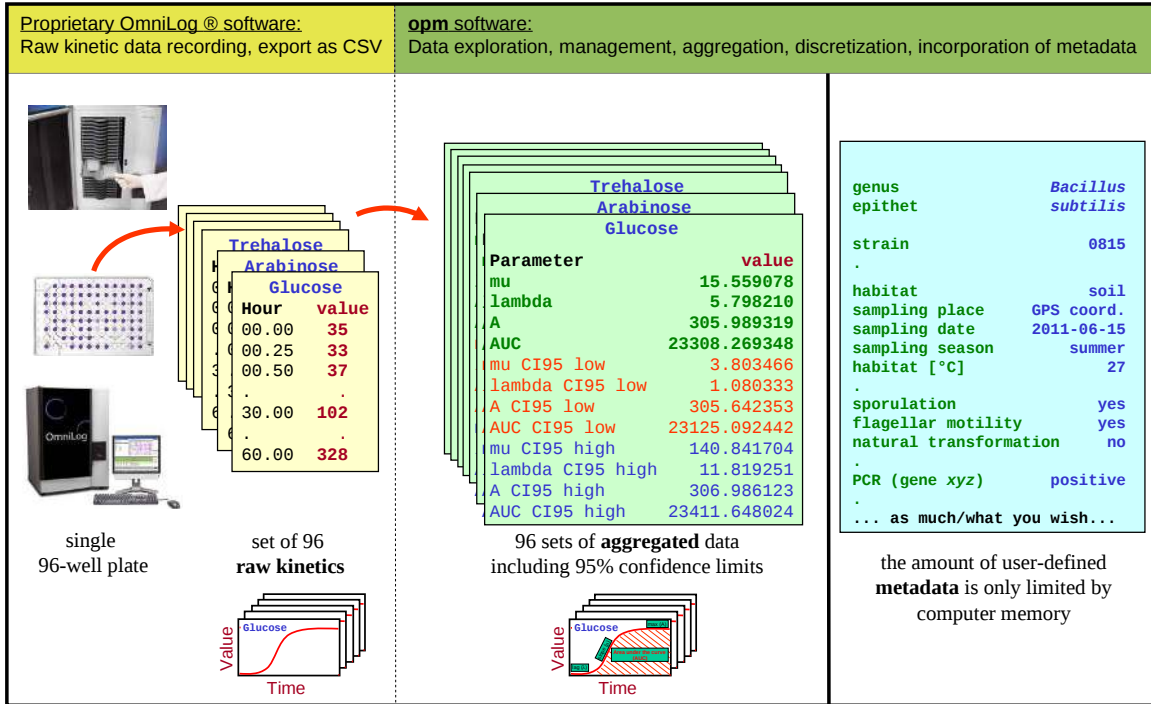 Proprietary OmniLog ® software:
Raw kinetic data recording, export as CSV
opm software:
Data exploration, management, aggregation, discretization, incorporation of metadata
OmniLog
single
96-well plate
Trehalose
Arabinose
Glucose
Hour value
00.00 35
00.25 33
00.50 37
. .
30.00 102
. .
60.00 328
set of 96
raw kinetics
Glucose
Value
Time
Trehalose
Arabinose
Glucose
Parameter value
mu 15.559078
lambda 5.798210
A 305.989319
AUC 23308.269348
mu CI95 low 3.803466
lambda CI95 low 1.080333
A CI95 low 305.642353
AUC CI95 low 23125.092442
mu CI95 high 140.841704
lambda CI95 high 11.819251
A CI95 high 306.986123
AUC CI95 high 23411.648024
96 sets of aggregated data
including 95% confidence limits
Glucose
max (A)
Area under the curve
(AUC)
Value
Time
genus Bacillus
epithet subtilis
strain 0815
.
habitat soil
sampling place GPS coord.
sampling date 2011-06-15
sampling season summer
habitat [°C] 27
.
sporulation yes
flagellar motility yes
natural transformation no
.
PCR (gene xyz) positive
.
... as much/what you wish...
the amount of user-defined
metadata is only limited by
computer memory